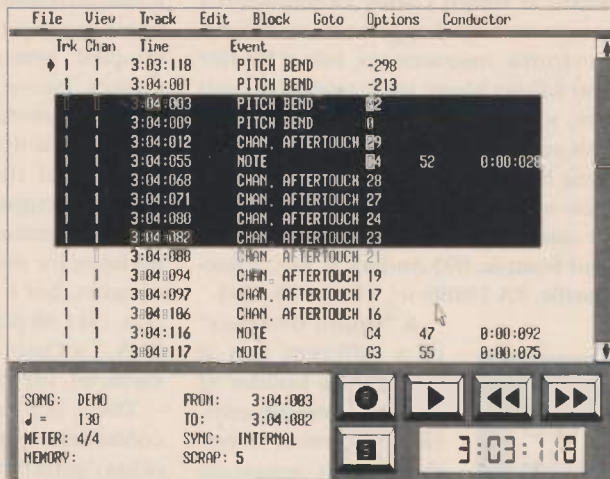 File View Track Edit Block Goto Options Conductor
Trk Chan Time Event
1 1 3:03:118 PITCH BEND -298
1 1 3:04:001 PITCH BEND -213
1 1 3:04:003 PITCH BEND
1 1 3:04:009 PITCH BEND 0
1 1 3:04:012 CHAN. AFTERTOUCH
1 1 3:04:055 NOTE 52 0:00:028
1 1 3:04:068 CHAN. AFTERTOUCH 28
1 1 3:04:071 CHAN. AFTERTOUCH 27
1 1 3:04:080 CHAN. AFTERTOUCH 24
1 1 3:04:082 CHAN. AFTERTOUCH 23
1 1 3:04:088 CHAN. AFTERTOUCH 21
1 1 3:04:094 CHAN. AFTERTOUCH 19
1 1 3:04:097 CHAN. AFTERTOUCH 17
1 1 3:04:106 CHAN. AFTERTOUCH 16
1 1 3:04:116 NOTE C4 47 0:00:092
1 1 3:04:117 NOTE G3 55 0:00:075
SONG: DEMO FROM: 3:04:003
♩ = 130 TO: 3:04:082
METER: 4/4 SYNC: INTERNAL
MEMORY: SCRAP: 5
3:03:118